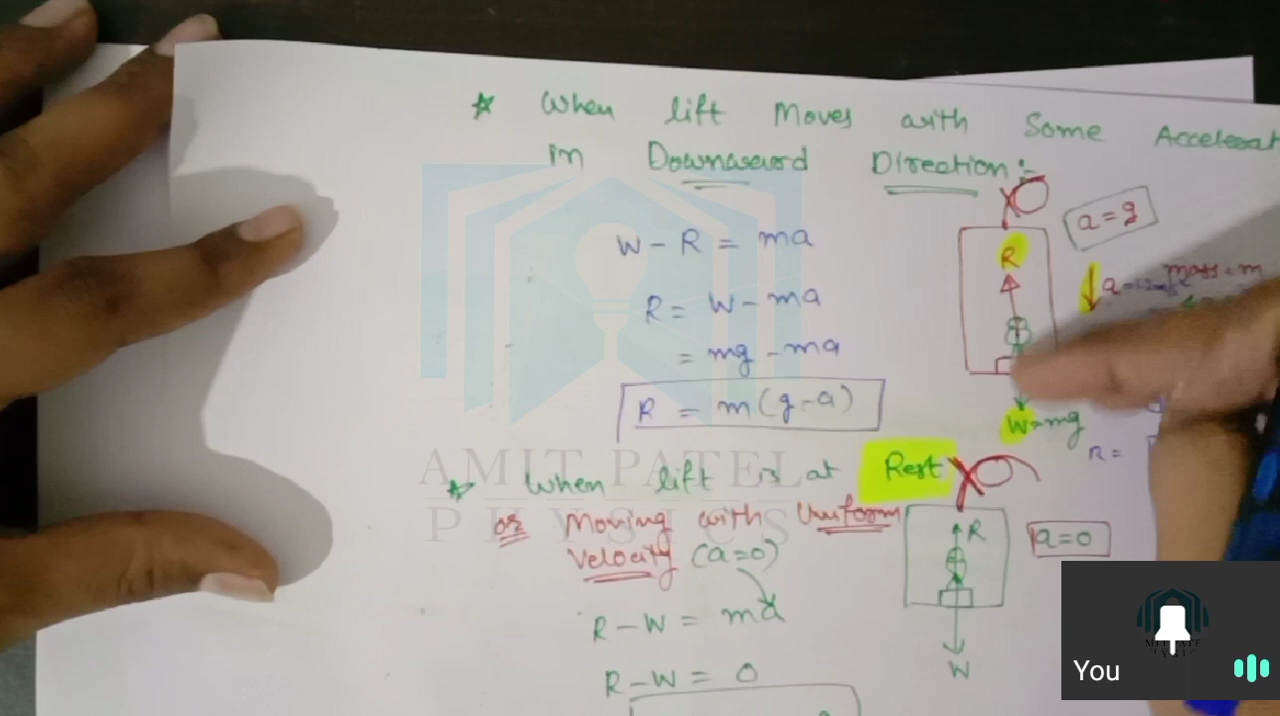 ☆ When lift Moves with Some Accelerat
in Downward Direction :-
a = g
W - R = ma
R
mass = m
R = W - ma
= mg - ma
R = m(g-a)
W=mg
R =
AMIT PATEL
PHYSICS
☆ When lift is at Rest
or Moving with Uniform
Velocity (a=0)
R
a=0
R - W = ma
R - W = 0
W
You